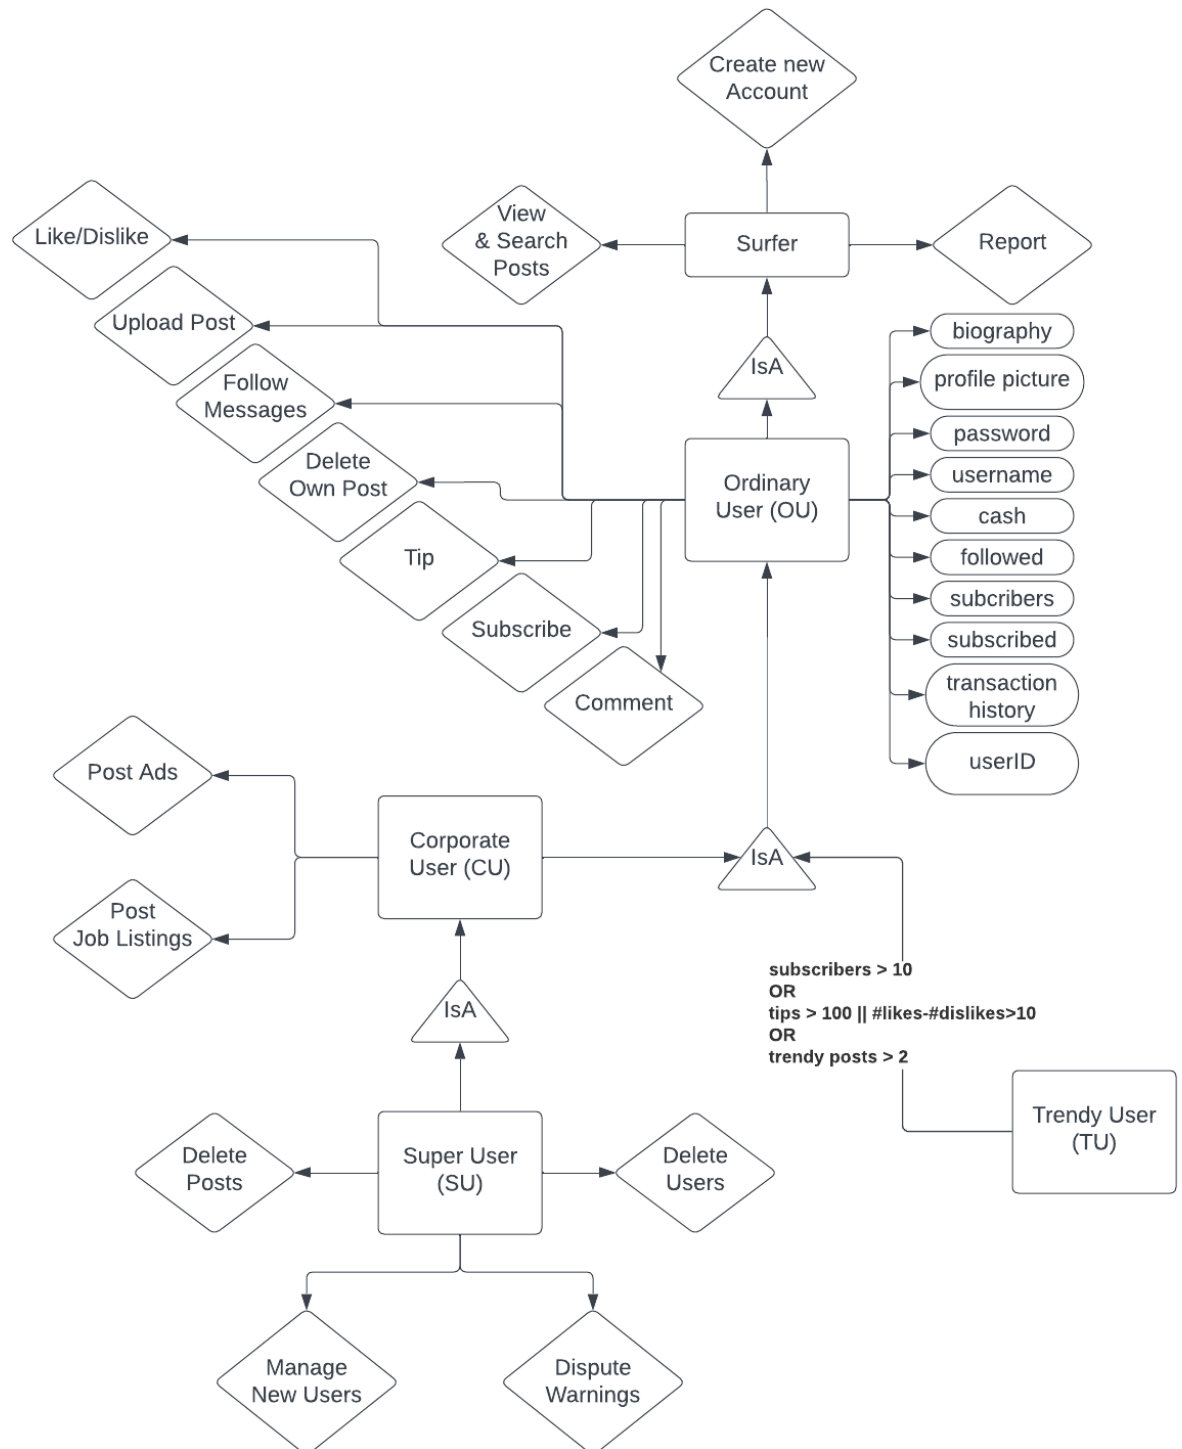 Create new
Account
View
& Search
Posts
Surfer
Report
Like/Dislike
Upload Post
Follow
Messages
Delete
Own Post
Tip
Subscribe
Comment
IsA
Ordinary
User (OU)
biography
profile picture
password
username
cash
followed
subcribers
subscribed
transaction
history
userID
Post Ads
Post
Job Listings
Corporate
User (CU)
IsA
IsA
subscribers > 10
OR
tips > 100 || #likes-#dislikes>10
OR
trendy posts > 2
Trendy User
(TU)
Delete
Posts
Super User
(SU)
Delete
Users
Manage
New Users
Dispute
Warnings